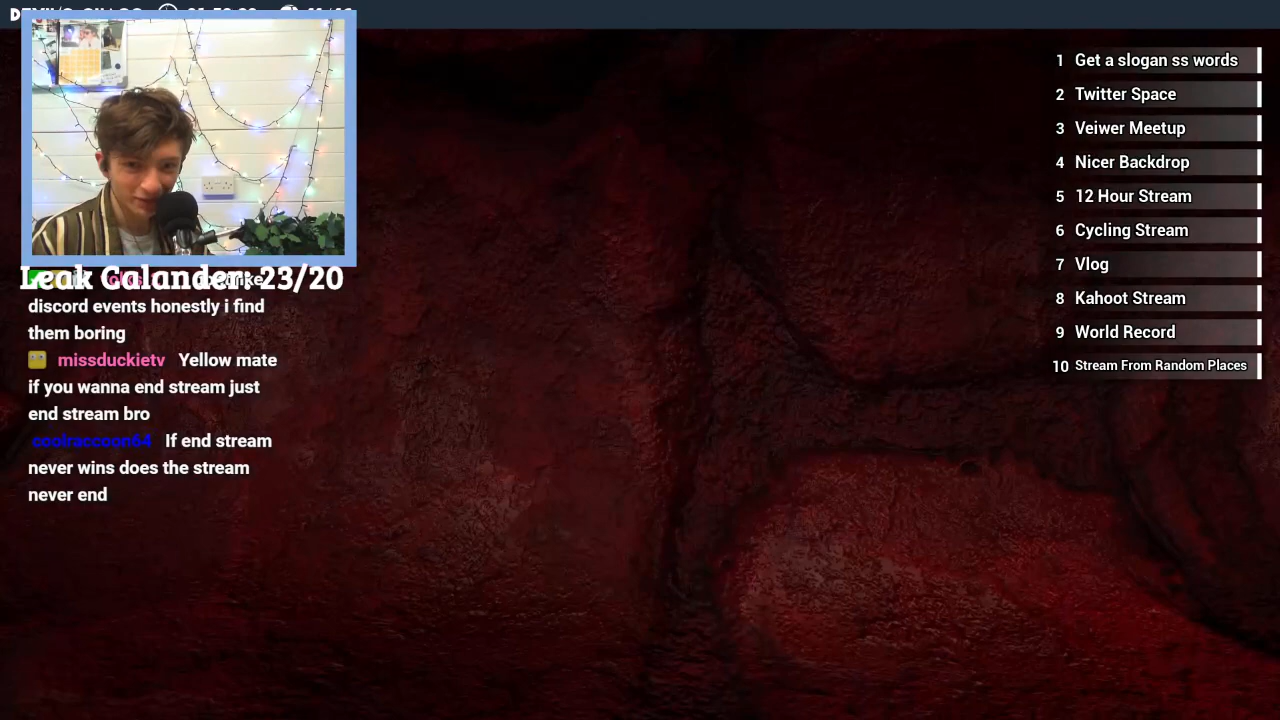 Leak Calander: 23/20
discord events honestly i find
them boring
missduckietv Yellow mate
if you wanna end stream just
end stream bro
coolraccoon64 If end stream
never wins does the stream
never end
1 Get a slogan ss words
2 Twitter Space
3 Veiwer Meetup
4 Nicer Backdrop
5 12 Hour Stream
6 Cycling Stream
7 Vlog
8 Kahoot Stream
9 World Record
10 Stream From Random Places